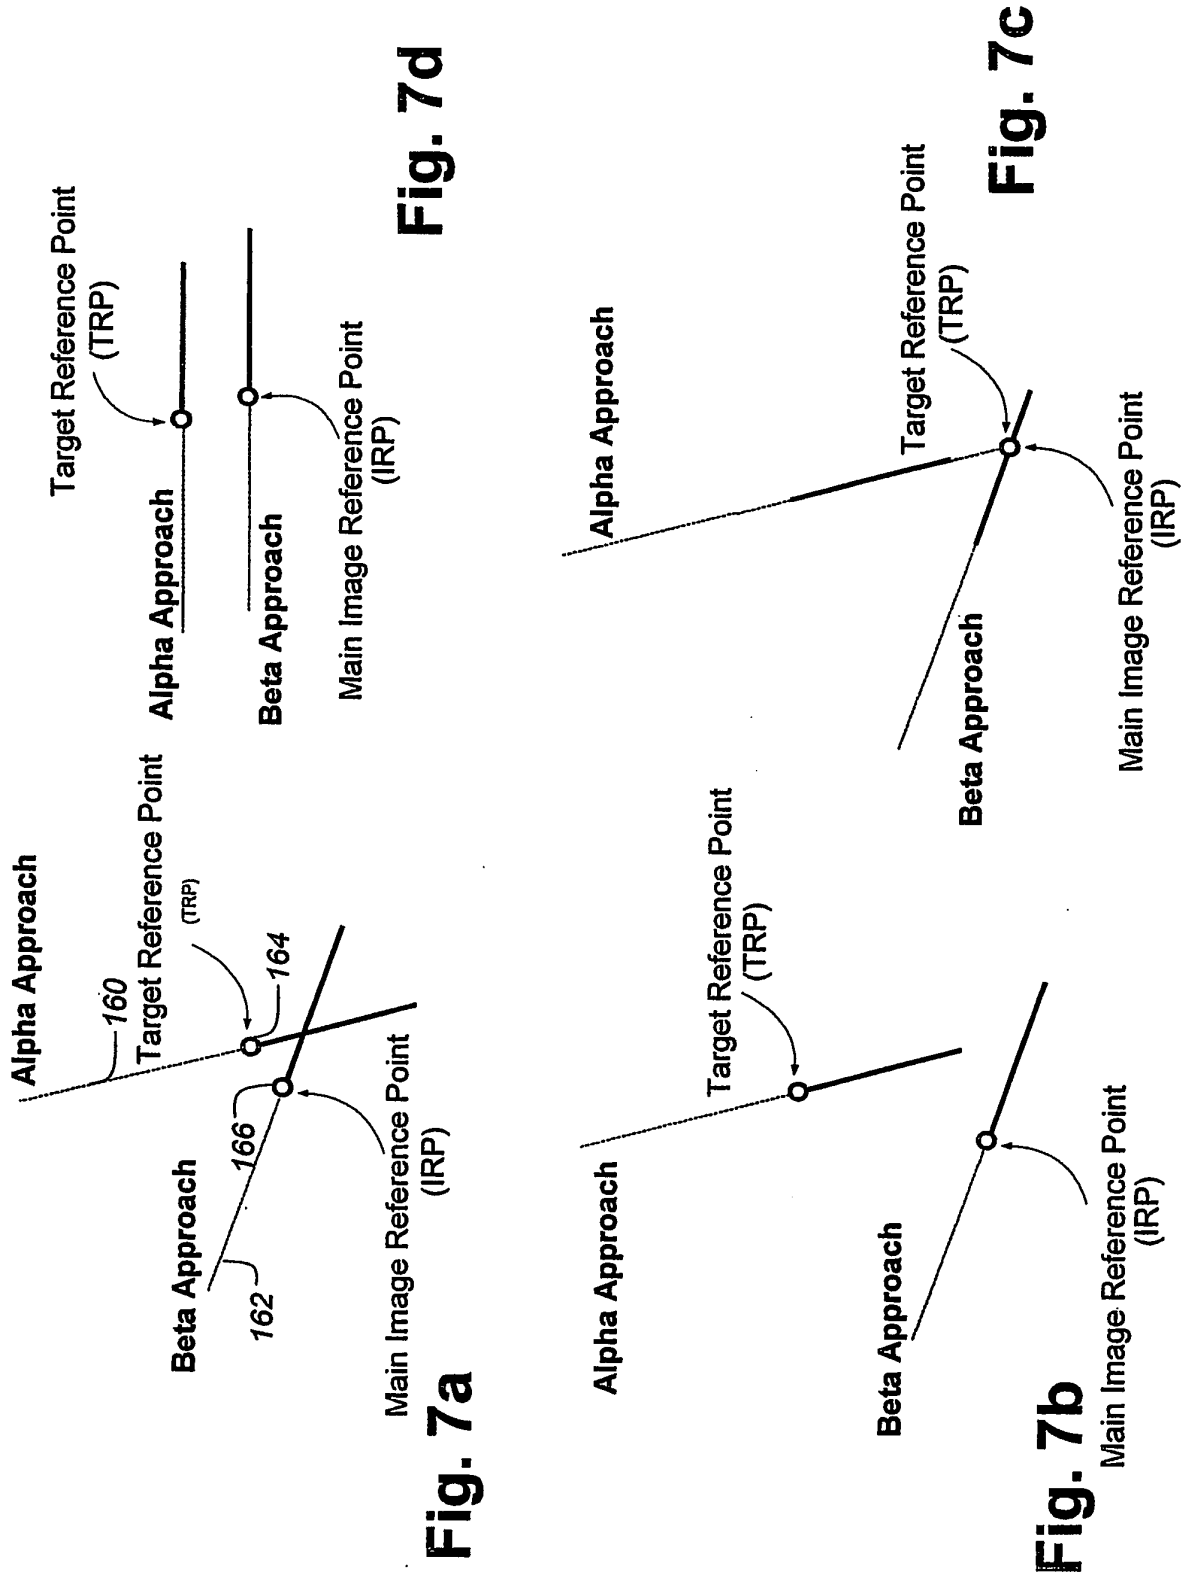 Alpha Approach
160
Target Reference Point
(TRP)
164
166
Beta Approach
162
Main Image Reference Point
(IRP)
Fig. 7a
Alpha Approach
Target Reference Point
(TRP)
Beta Approach
Main Image Reference Point
(IRP)
Fig. 7b
Alpha Approach
Target Reference Point
(TRP)
Beta Approach
Main Image Reference Point
(IRP)
Fig. 7c
Target Reference Point
(TRP)
Alpha Approach
Beta Approach
Main Image Reference Point
(IRP)
Fig. 7d